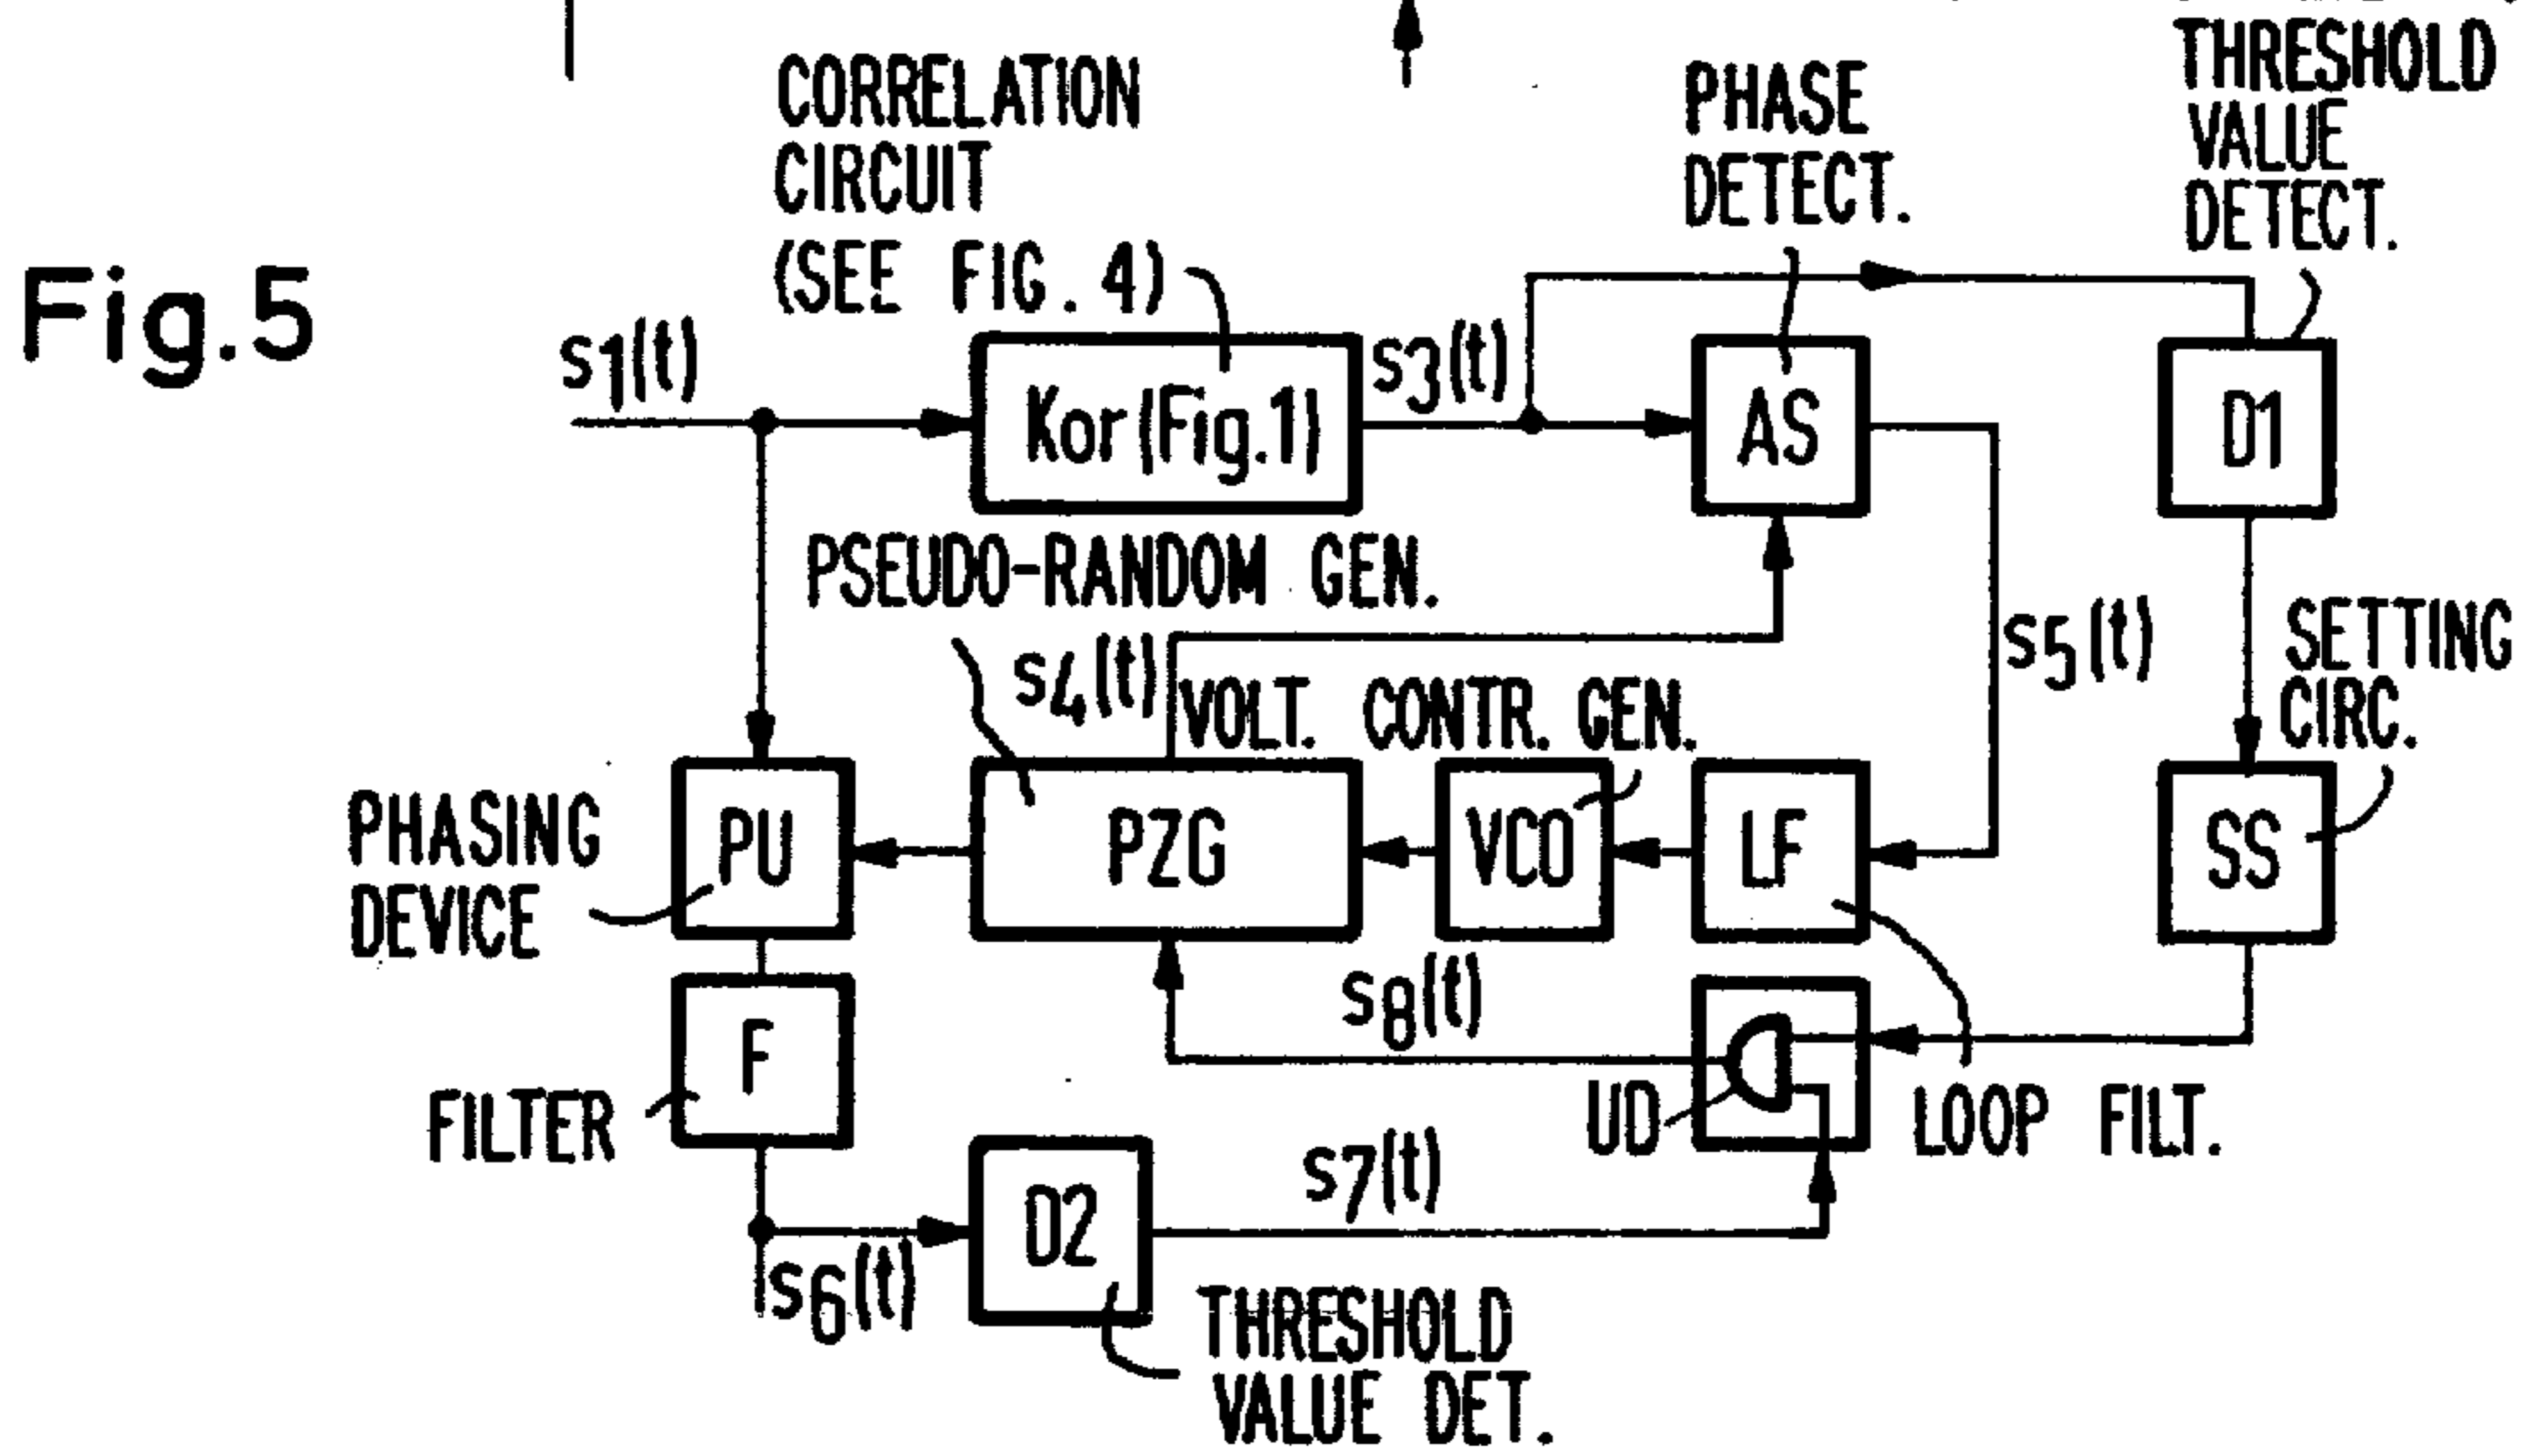 Fig.5
CORRELATION
CIRCUIT
(SEE FIG. 4)
PHASE
DETECT.
THRESHOLD
VALUE
DETECT.
s1(t)
Kor(Fig.1)
s3(t)
AS
D1
PSEUDO-RANDOM GEN.
s4(t)
VOLT. CONTR. GEN.
s5(t)
SETTING
CIRC.
PHASING
DEVICE
PU
PZG
VCO
LF
SS
FILTER
F
s8(t)
UD
LOOP FILT.
s6(t)
D2
s7(t)
THRESHOLD
VALUE DET.